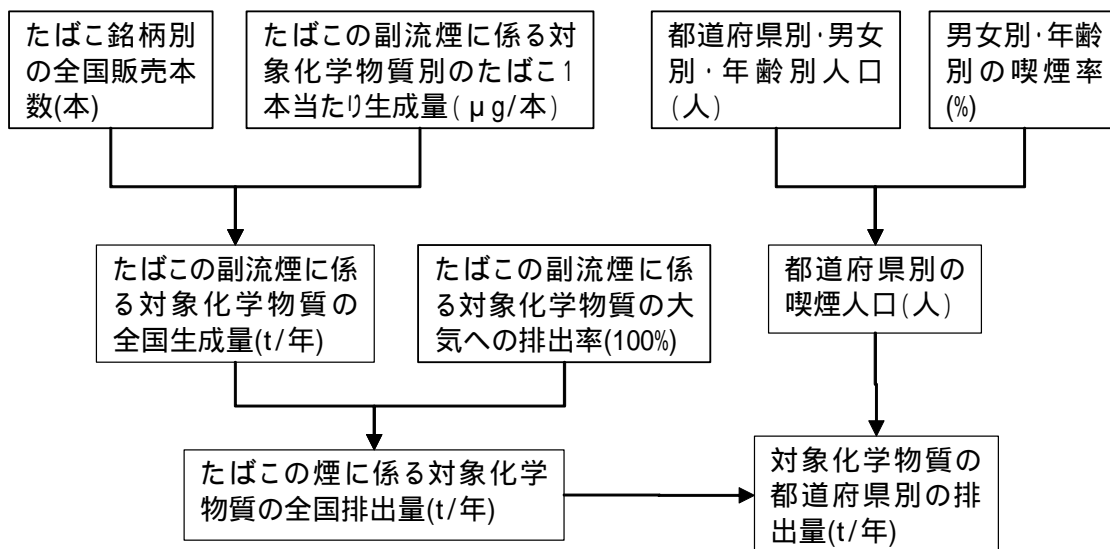 たばこ銘柄別
の全国販売本
数(本)
たばこの副流煙に係る対
象化学物質別のたばこ1
本当たり生成量(μg/本)
都道府県別・男女
別・年齢別人口
(人)
男女別・年齢
別の喫煙率
(%)
たばこの副流煙に係
る対象化学物質の
全国生成量(t/年)
たばこの副流煙に係
る対象化学物質の大
気への排出率(100%)
都道府県別の
喫煙人口(人)
たばこの煙に係る対象化学
物質の全国排出量(t/年)
対象化学物質の
都道府県別の排
出量(t/年)